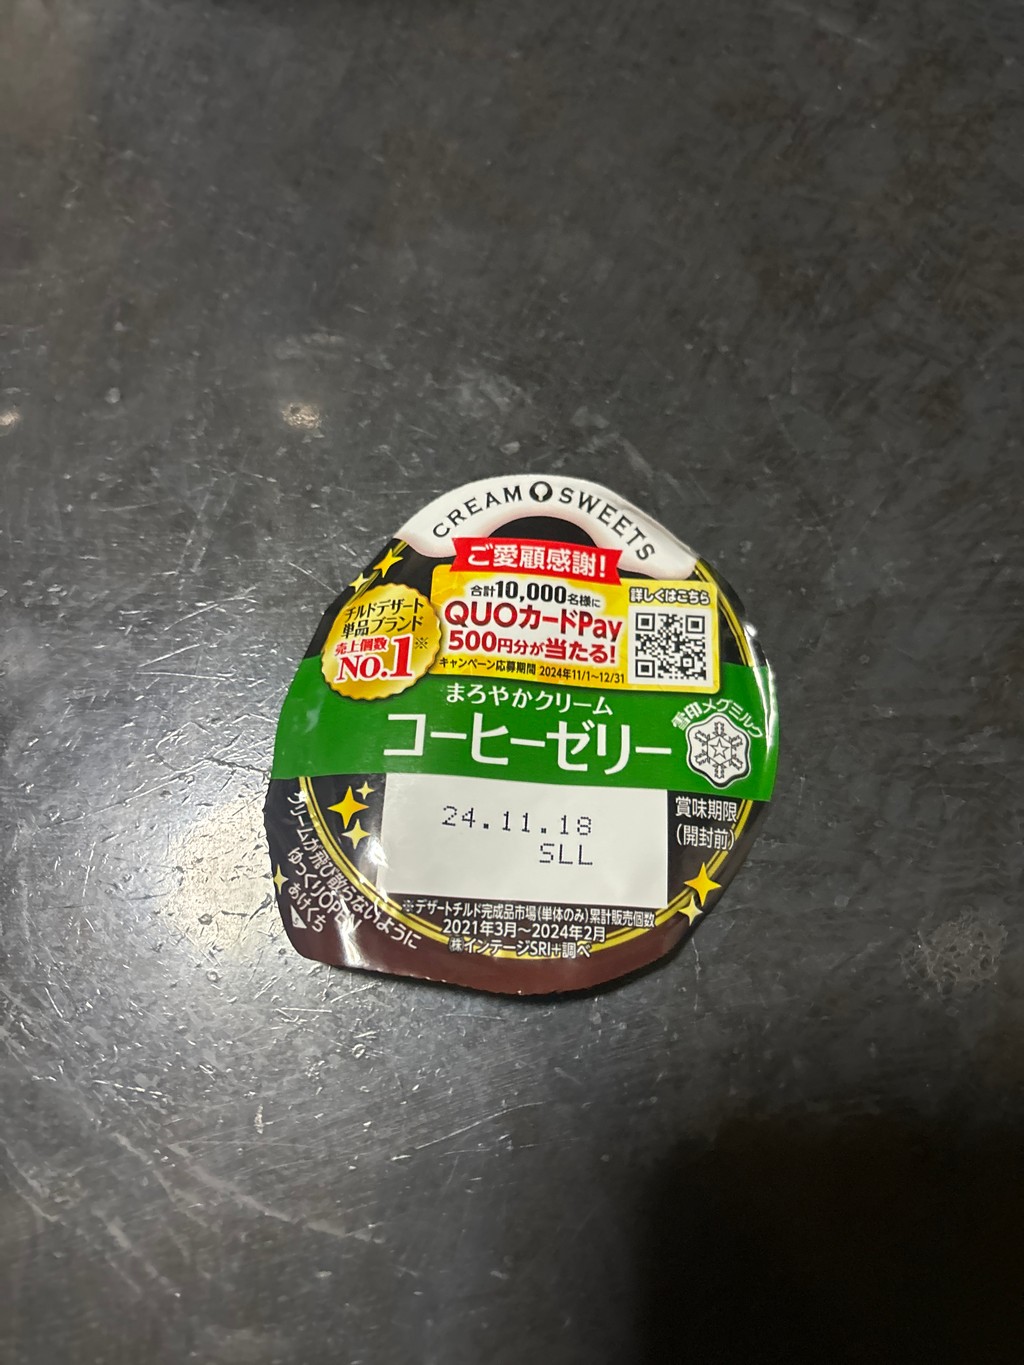 CREAM SWEETS
ご愛顧感謝!
合計10,000名様に
QUOカードPay
500円分が当たる!
キャンペーン応募期間 2024年11/1~12/31
詳しくはこちら
チルドデザート
単品ブランド
売上個数※
No.1
まろやかクリーム
コーヒーゼリー
雪印メグミルク
24.11.18
SLL
賞味期限
(開封前)
クリームが飛び散らないように
ゆっくりOPEN
あけくち
※デザートチルド完成品市場(単体のみ)累計販売個数
2021年3月~2024年2月
㈱インテージSRI+調べ